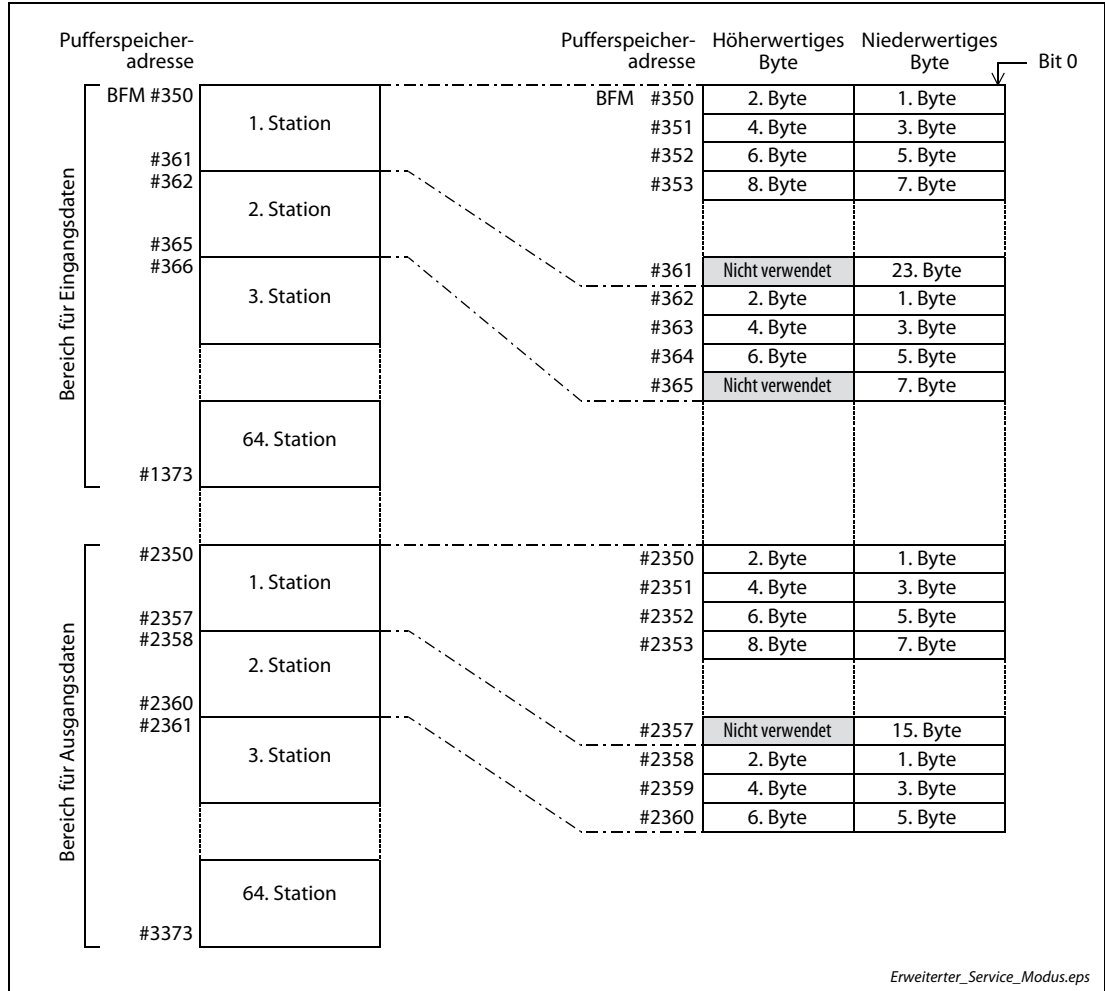 Pufferspeicher-
adresse
Pufferspeicher-
adresse
Höherwertiges
Byte
Niederwertiges
Byte
Bit 0
Bereich für Eingangsdaten
BFM #350
1. Station
#361
#362
2. Station
#365
#366
3. Station
64. Station
#1373
BFM #350 2. Byte 1. Byte
#351 4. Byte 3. Byte
#352 6. Byte 5. Byte
#353 8. Byte 7. Byte
#361 Nicht verwendet 23. Byte
#362 2. Byte 1. Byte
#363 4. Byte 3. Byte
#364 6. Byte 5. Byte
#365 Nicht verwendet 7. Byte
Bereich für Ausgangsdaten
#2350
1. Station
#2357
#2358
2. Station
#2360
#2361
3. Station
64. Station
#3373
#2350 2. Byte 1. Byte
#2351 4. Byte 3. Byte
#2352 6. Byte 5. Byte
#2353 8. Byte 7. Byte
#2357 Nicht verwendet 15. Byte
#2358 2. Byte 1. Byte
#2359 4. Byte 3. Byte
#2360 6. Byte 5. Byte
Erweiterter_Service_Modus.eps